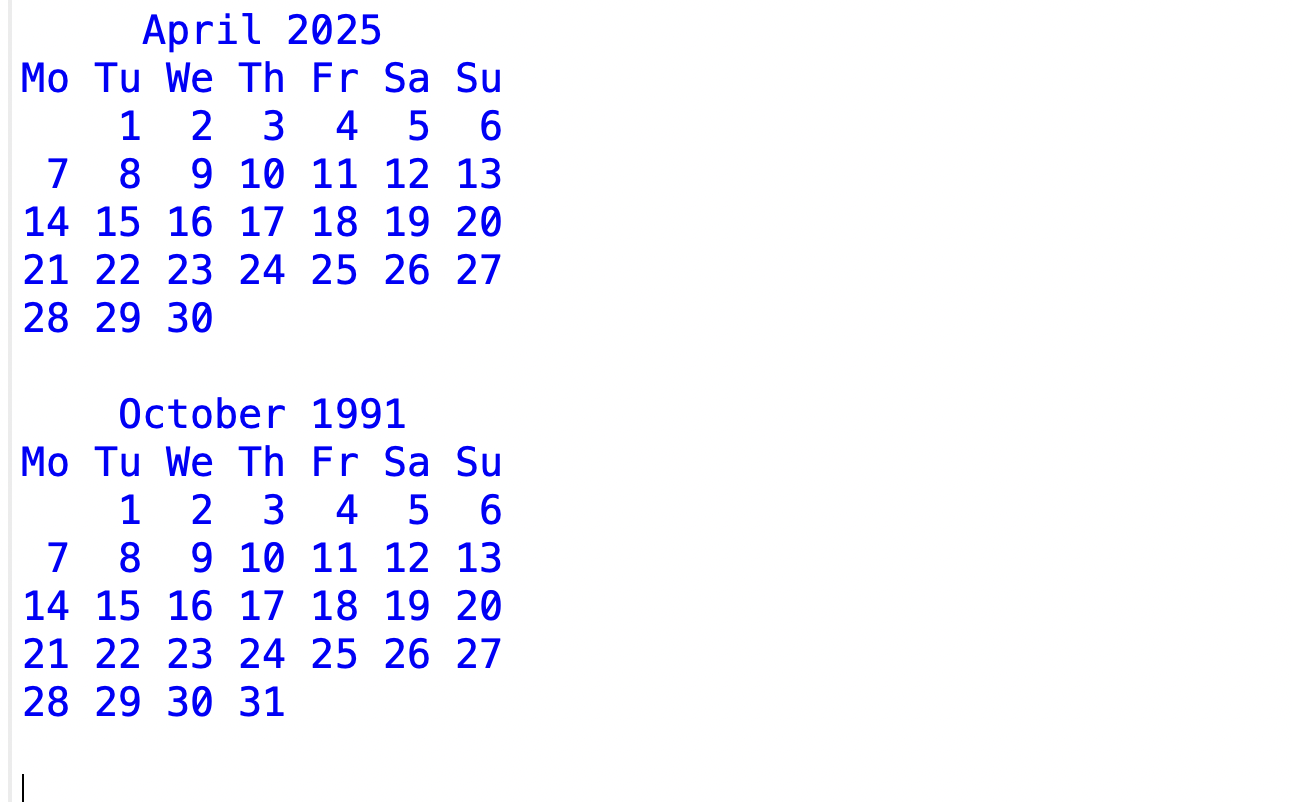 April 2025
Mo Tu We Th Fr Sa Su
1 2 3 4 5 6
7 8 9 10 11 12 13
14 15 16 17 18 19 20
21 22 23 24 25 26 27
28 29 30
October 1991
Mo Tu We Th Fr Sa Su
1 2 3 4 5 6
7 8 9 10 11 12 13
14 15 16 17 18 19 20
21 22 23 24 25 26 27
28 29 30 31